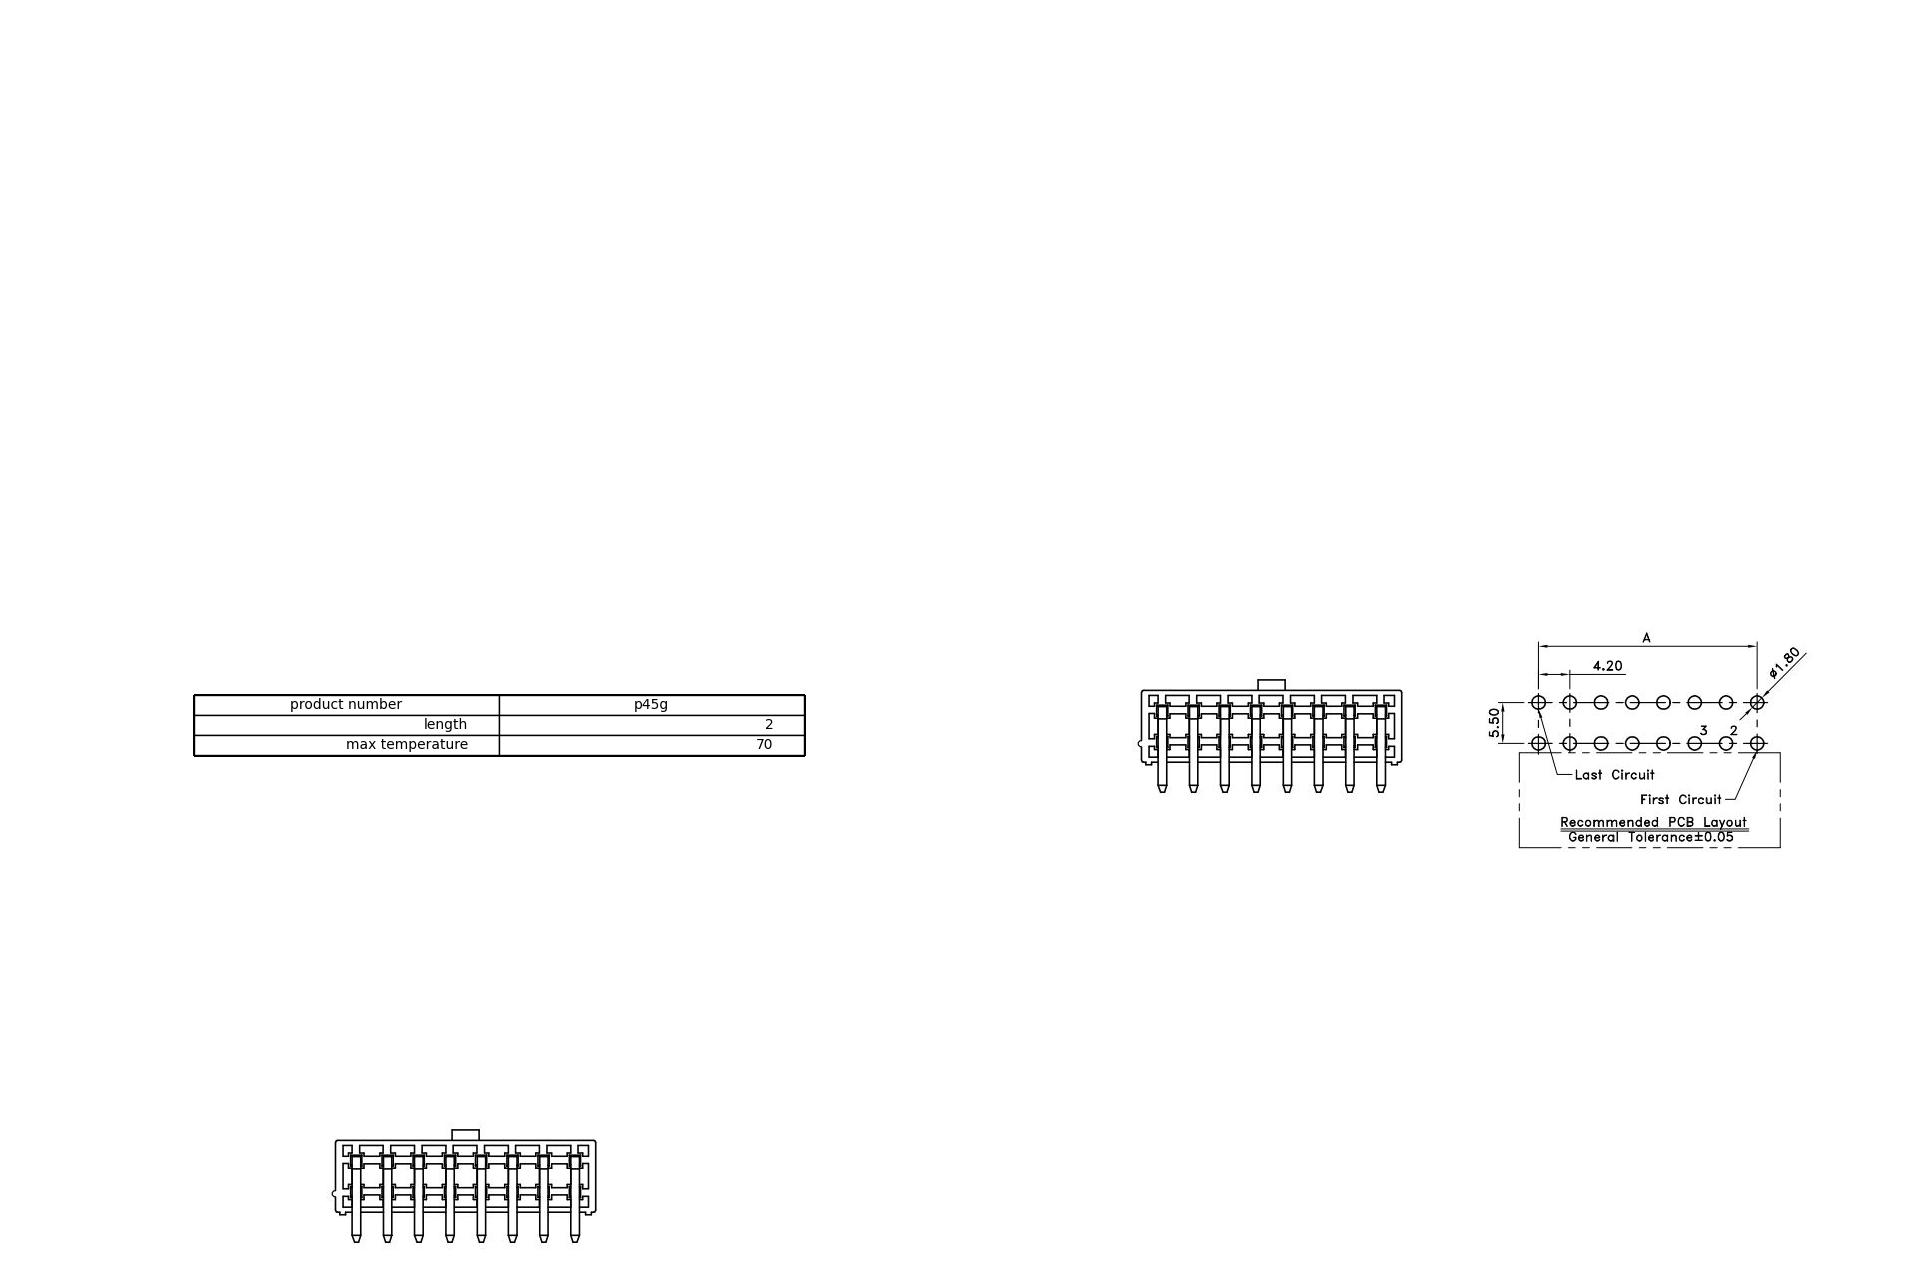 product number p45g
length 2
max temperature 70
A
4.20
ø1.80
5.50
3 2
Last Circuit
First Circuit
Recommended PCB Layout
General Tolerance±0.05